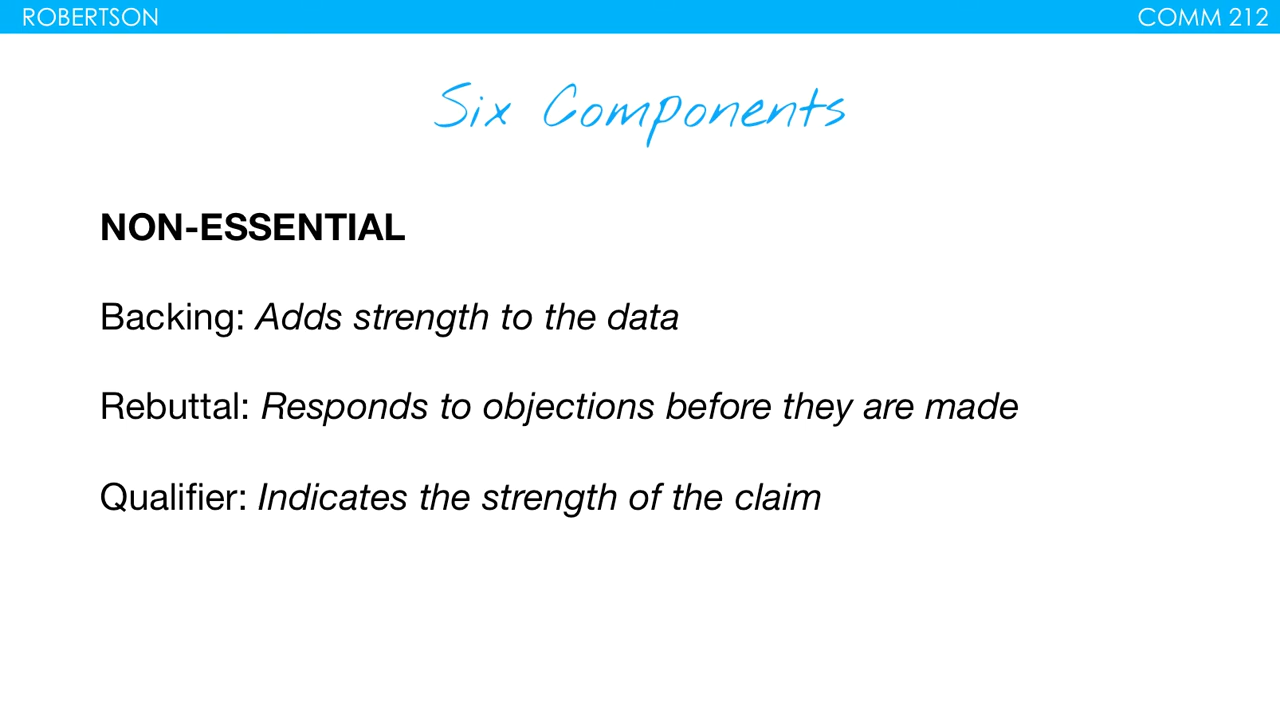 ROBERTSON
COMM 212
Six Components
NON-ESSENTIAL
Backing: Adds strength to the data
Rebuttal: Responds to objections before they are made
Qualifier: Indicates the strength of the claim